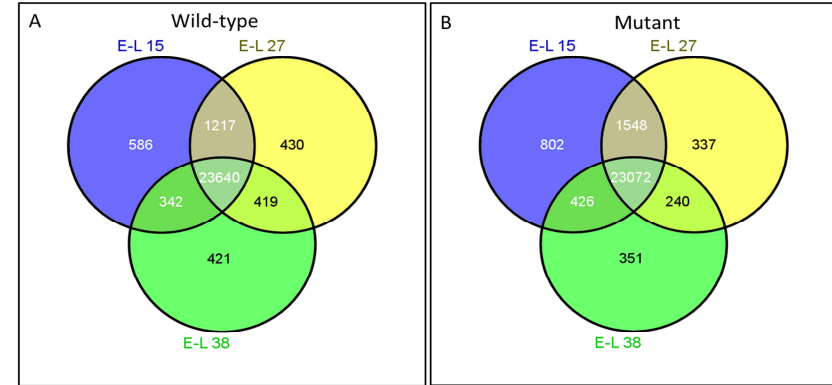 A
Wild-type
E-L 15
E-L 27
586
1217
430
23640
342
419
421
E-L 38
B
Mutant
E-L 15
E-L 27
802
1548
337
23072
426
240
351
E-L 38